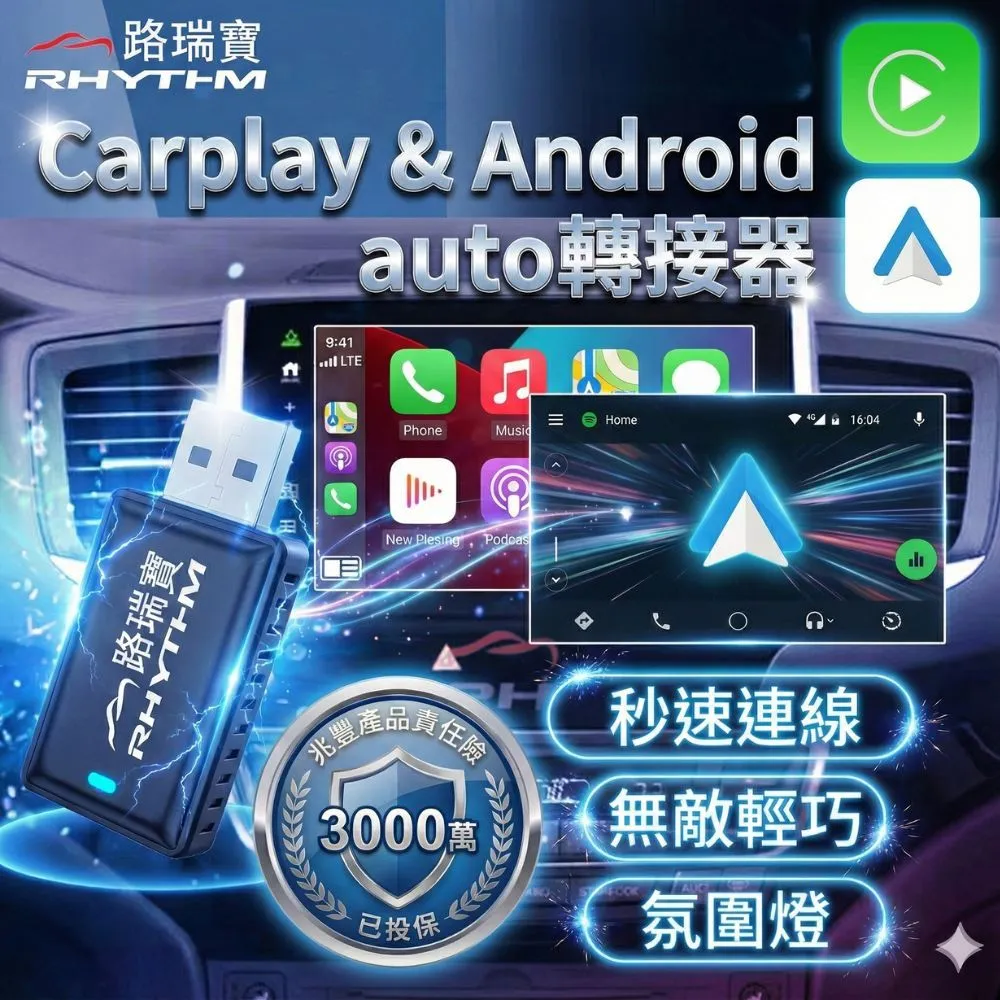 路瑞寶
RHYTHM
Carplay & Android
auto轉接器
9:41
LTE
Phone
Music
New Plesing
Podcas
Home
4G
16:04
路瑞寶
RHYTHM
RH
兆豐產品責任險
3000萬
已投保
秒速連線
無敵輕巧
氛圍燈